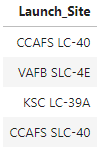 Launch_Site
CCAFS LC-40
VAFB SLC-4E
KSC LC-39A
CCAFS SLC-40